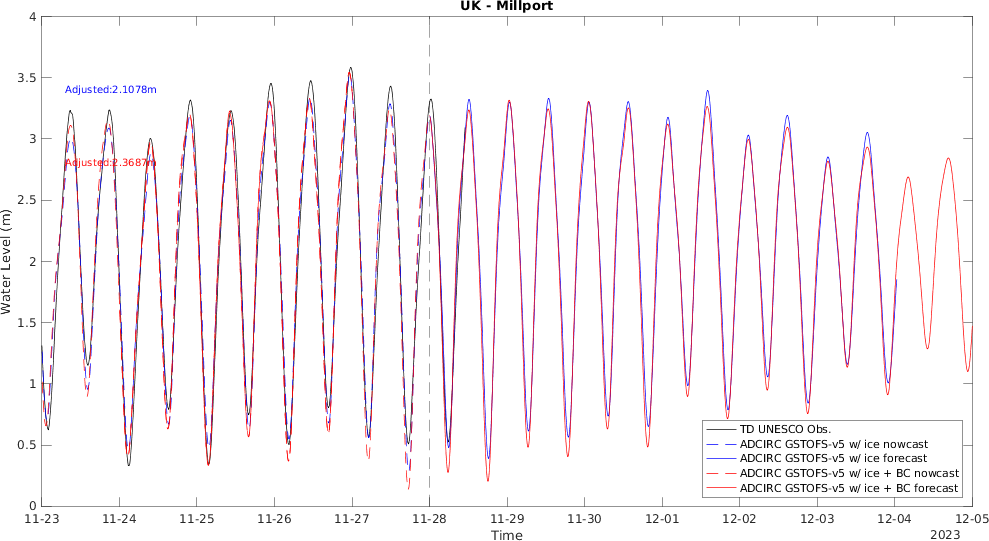 UK - Millport
4
3.5
3
2.5
2
1.5
1
0.5
0
Water Level (m)
Adjusted:2.1078m
Adjusted:2.3687m
TD UNESCO Obs.
ADCIRC GSTOFS-v5 w/ ice nowcast
ADCIRC GSTOFS-v5 w/ ice forecast
ADCIRC GSTOFS-v5 w/ ice + BC nowcast
ADCIRC GSTOFS-v5 w/ ice + BC forecast
11-23 11-24 11-25 11-26 11-27 11-28 11-29 11-30 12-01 12-02 12-03 12-04 12-05
Time
2023